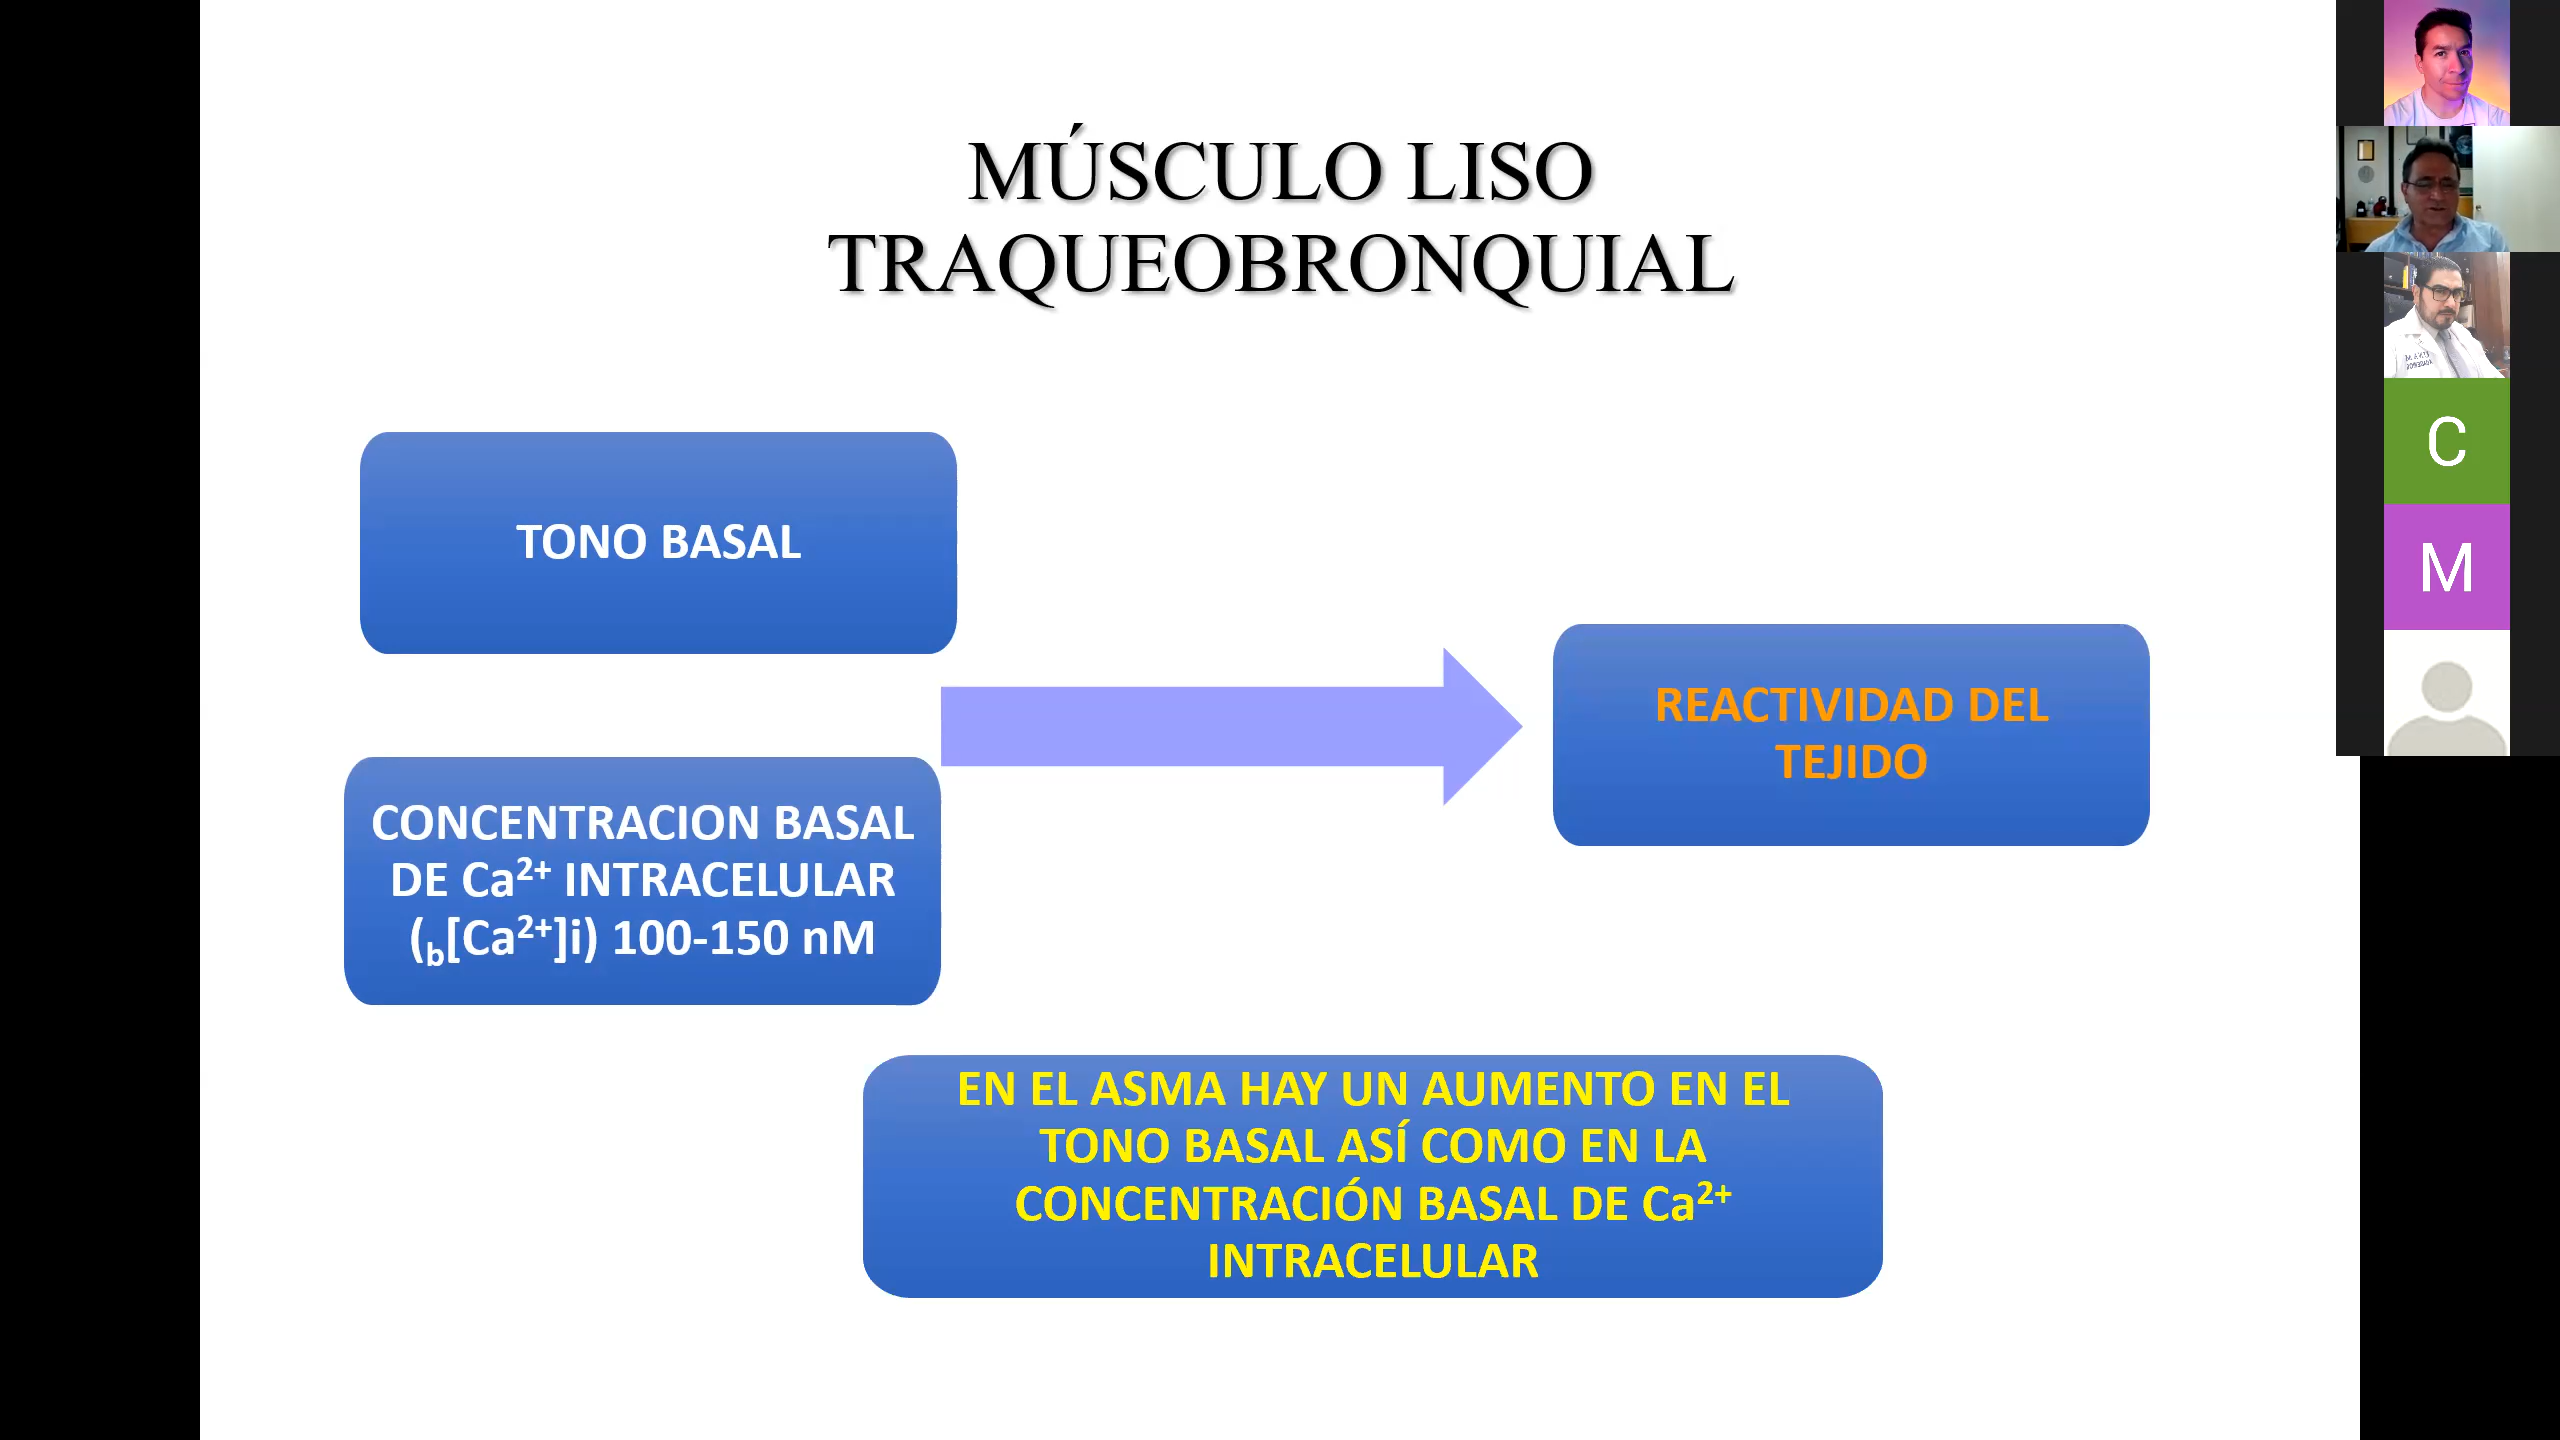 MÚSCULO LISO
TRAQUEOBRONQUIAL
TONO BASAL
CONCENTRACION BASAL
DE Ca²⁺ INTRACELULAR
(b[Ca²⁺]i) 100-150 nM
REACTIVIDAD DEL
TEJIDO
EN EL ASMA HAY UN AUMENTO EN EL
TONO BASAL ASÍ COMO EN LA
CONCENTRACIÓN BASAL DE Ca²⁺
INTRACELULAR
C
M